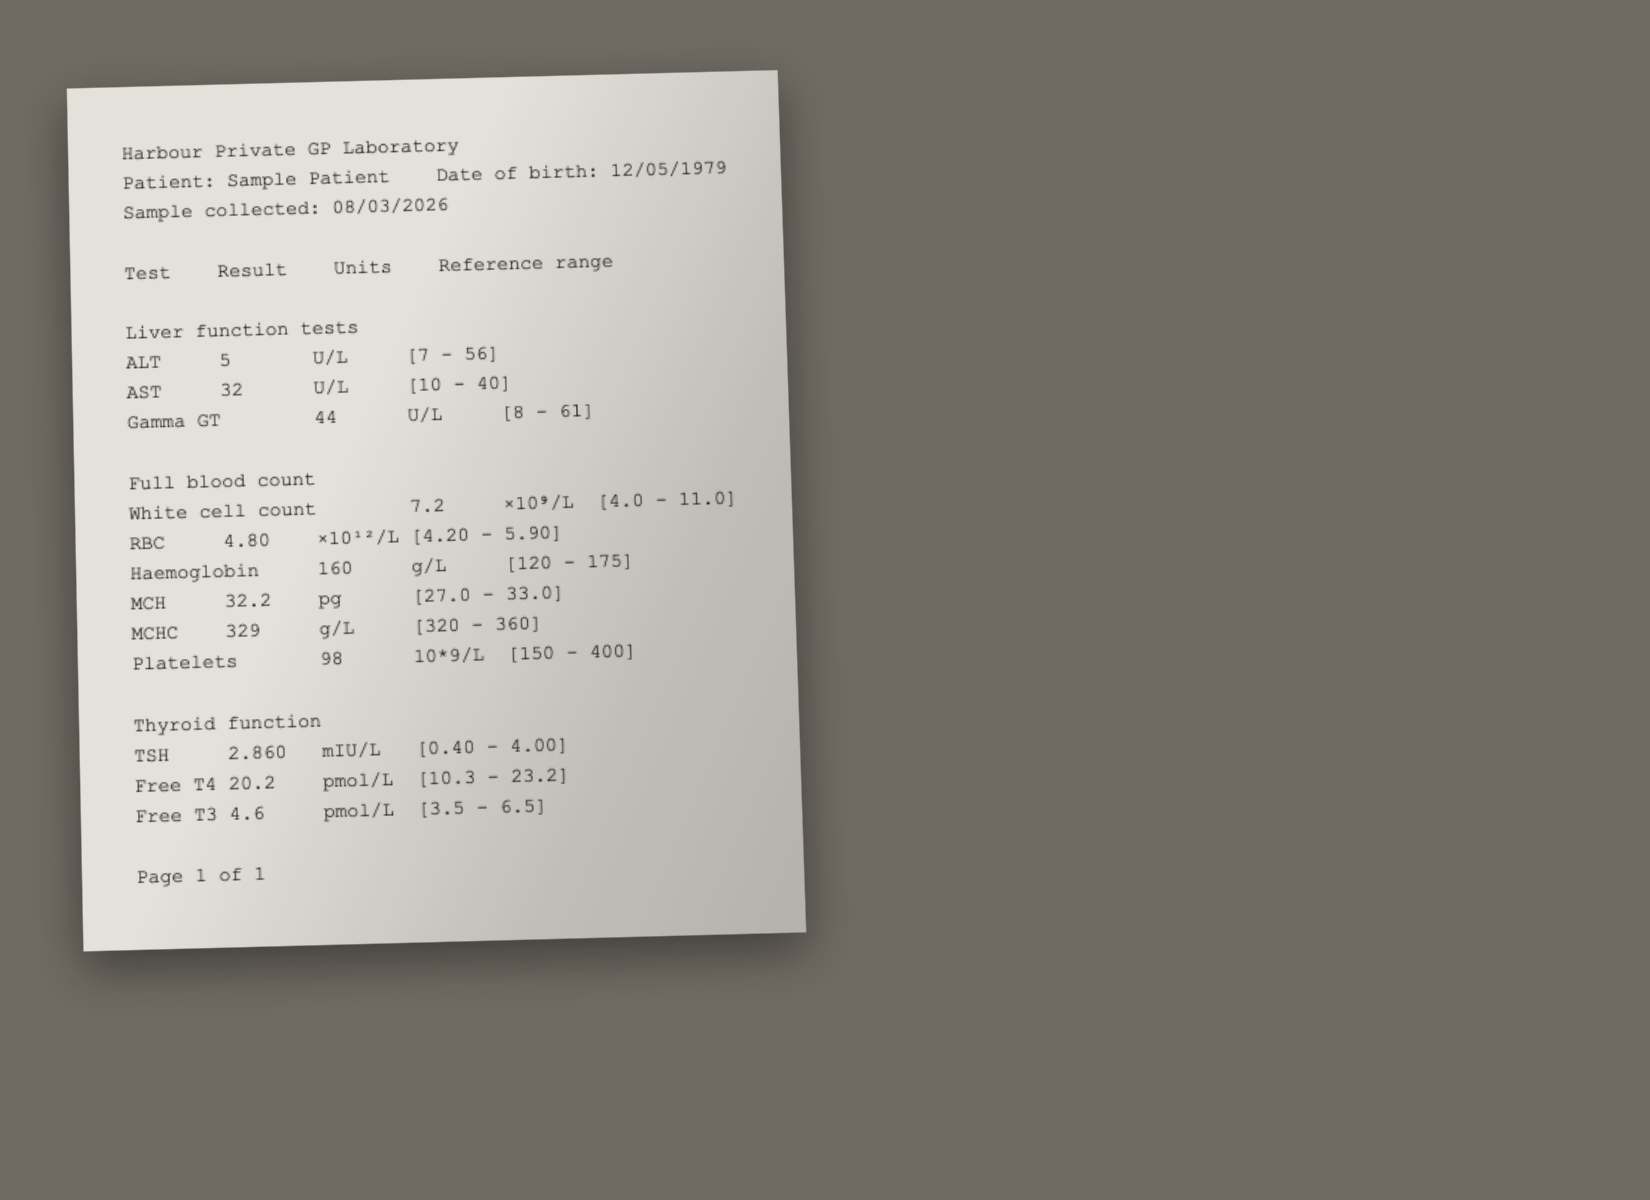 Harbour Private GP Laboratory
Patient: Sample Patient    Date of birth: 12/05/1979
Sample collected: 08/03/2026
Test    Result    Units    Reference range
Liver function tests
ALT     5       U/L     [7 - 56]
AST     32      U/L     [10 - 40]
Gamma GT        44      U/L     [8 - 61]
Full blood count
White cell count        7.2     ×10⁹/L  [4.0 - 11.0]
RBC     4.80    ×10¹²/L [4.20 - 5.90]
Haemoglobin     160     g/L     [120 - 175]
MCH     32.2    pg      [27.0 - 33.0]
MCHC    329     g/L     [320 - 360]
Platelets       98      10*9/L  [150 - 400]
Thyroid function
TSH     2.860   mIU/L   [0.40 - 4.00]
Free T4 20.2    pmol/L  [10.3 - 23.2]
Free T3 4.6     pmol/L  [3.5 - 6.5]
Page 1 of 1